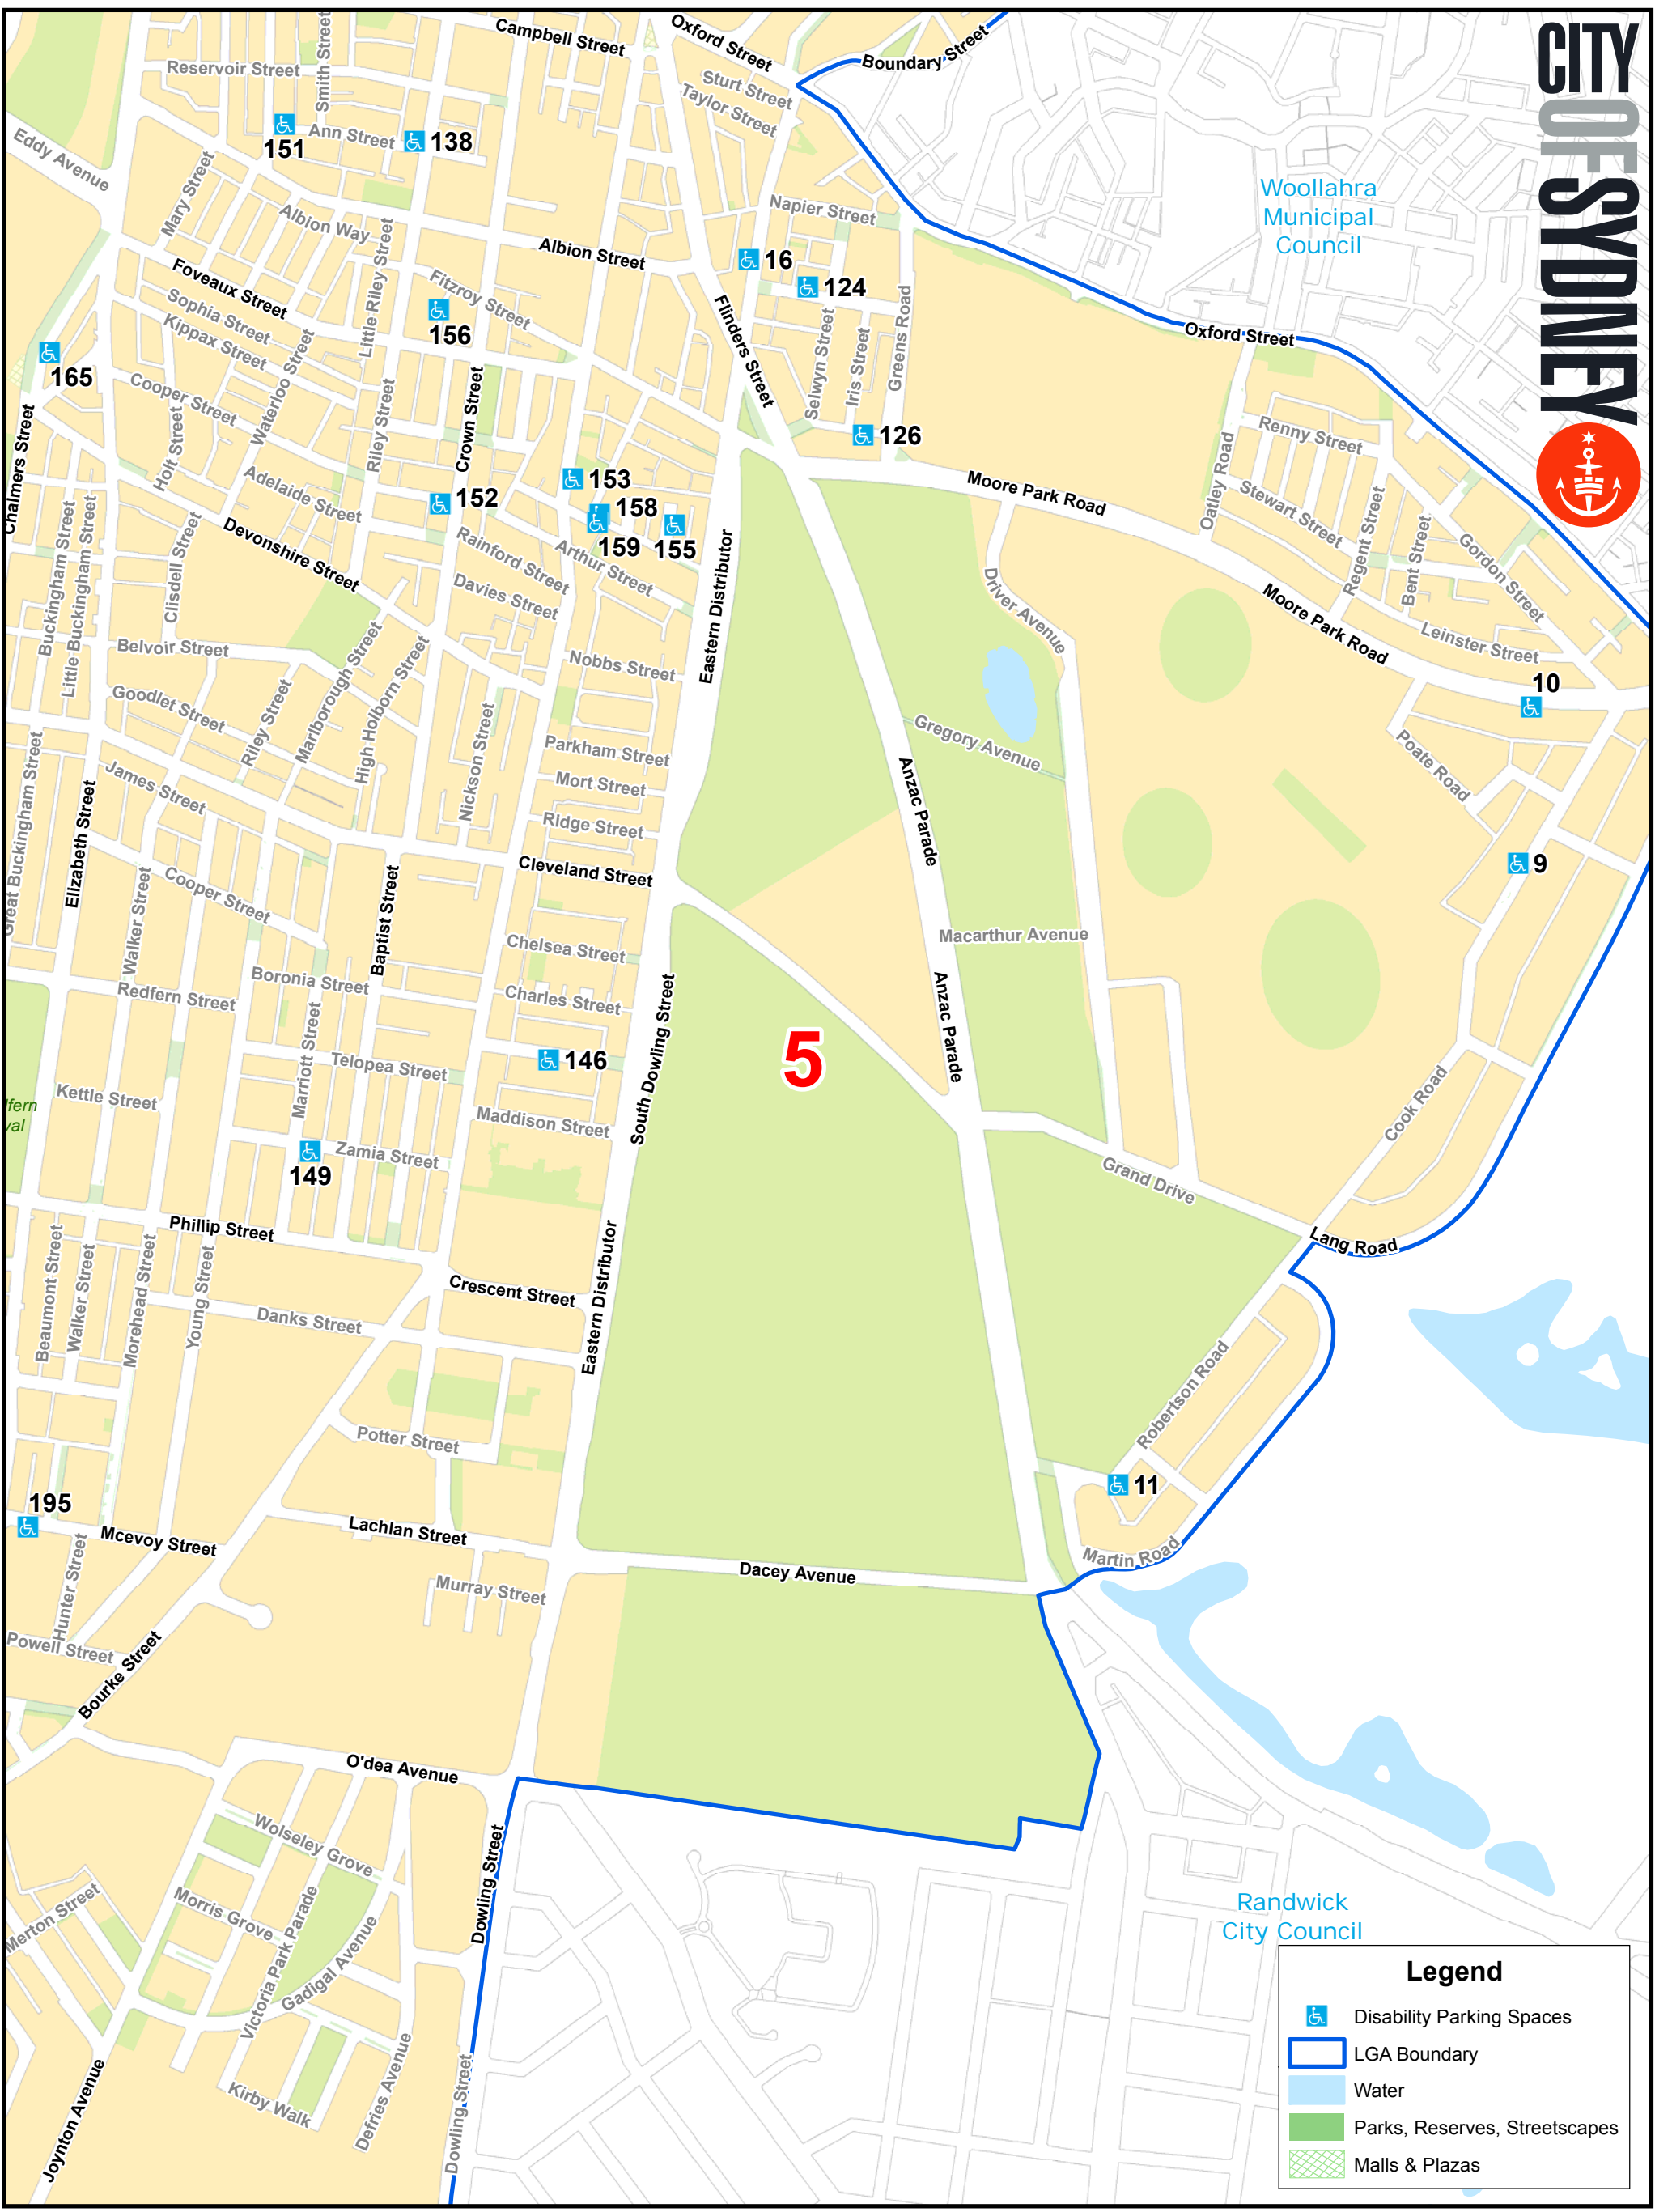 CITY OF SYDNEY
Campbell Street
Oxford Street
Boundary Street
Reservoir Street
Smith Street
Sturt Street
Taylor Street
Ann Street
138
151
Eddy Avenue
Mary Street
Albion Way
Little Riley Street
Napier Street
Woollahra
Municipal
Council
Albion Street
16
124
Foveaux Street
Fitzroy Street
Sophia Street
Kippax Street
156
Flinders Street
Selwyn Street
Iris Street
Greens Road
Oxford Street
165
Cooper Street
Waterloo Street
Holt Street
Riley Street
Crown Street
126
Chalmers Street
Renny Street
Oatley Road
Stewart Street
Regent Street
Bent Street
Gordon Street
Leinster Street
Adelaide Street
152
153
158
159
155
Moore Park Road
Buckingham Street
Little Buckingham Street
Clisdell Street
Devonshire Street
Rainford Street
Arthur Street
Davies Street
Eastern Distributor
Driver Avenue
Moore Park Road
Belvoir Street
Nobbs Street
10
Goodlet Street
Riley Street
Marlborough Street
High Holborn Street
Nickson Street
Parkham Street
Mort Street
Ridge Street
Gregory Avenue
Poate Road
Great Buckingham Street
James Street
Elizabeth Street
Anzac Parade
9
Cleveland Street
Walker Street
Cooper Street
Baptist Street
Chelsea Street
Macarthur Avenue
Redfern Street
Boronia Street
Charles Street
Marriott Street
South Dowling Street
Anzac Parade
5
146
Telopea Street
Kettle Street
lfern
val
Maddison Street
Cook Road
Zamia Street
149
Grand Drive
Lang Road
Phillip Street
Beaumont Street
Walker Street
Morehead Street
Young Street
Crescent Street
Danks Street
Eastern Distributor
Robertson Road
Potter Street
11
195
Mcevoy Street
Lachlan Street
Martin Road
Hunter Street
Dacey Avenue
Murray Street
Powell Street
Bourke Street
O'dea Avenue
Wolseley Grove
Dowling Street
Morris Grove
Merton Street
Victoria Park Parade
Gadigal Avenue
Randwick
City Council
Kirby Walk
Defries Avenue
Dowling Street
Joynton Avenue
Legend
Disability Parking Spaces
LGA Boundary
Water
Parks, Reserves, Streetscapes
Malls & Plazas